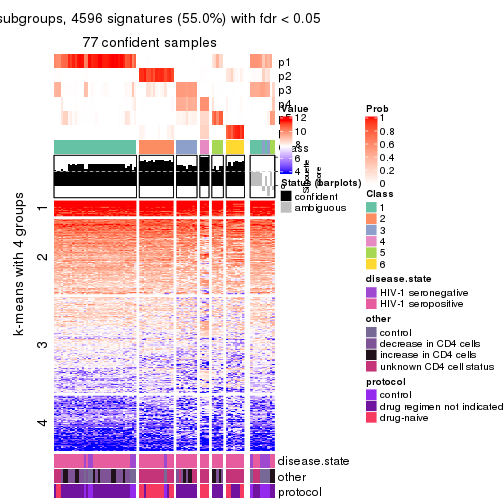 subgroups, 4596 signatures (55.0%) with fdr < 0.05
77 confident samples
p1
p2
p3
p4
Value
12
10
8
6
4
Silhouette
score
Status (barplots)
confident
ambiguous
k-means with 4 groups
1
2
3
4
Prob
1
0.8
0.6
0.4
0.2
0
Class
1
2
3
4
5
6
disease.state
HIV-1 seronegative
HIV-1 seropositive
other
control
decrease in CD4 cells
increase in CD4 cells
unknown CD4 cell status
protocol
control
drug regimen not indicated
drug-naive
disease.state
other
protocol